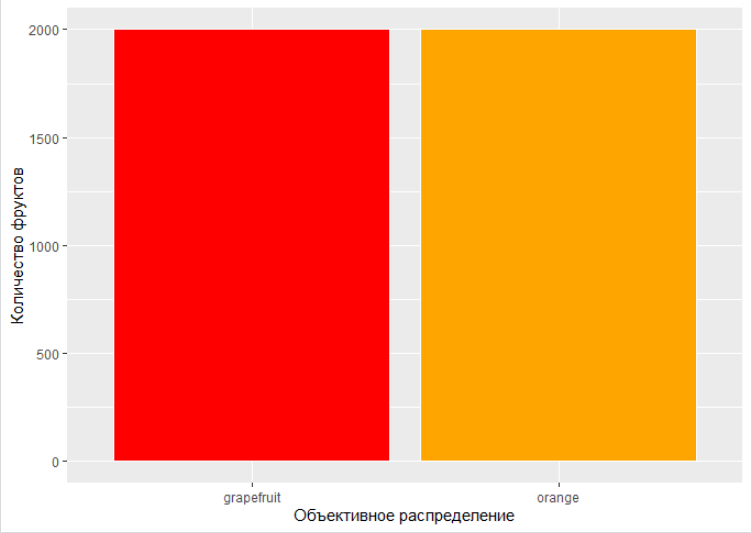 Количество фруктов
2000
1500
1000
500
0
grapefruit orange
Объективное распределение